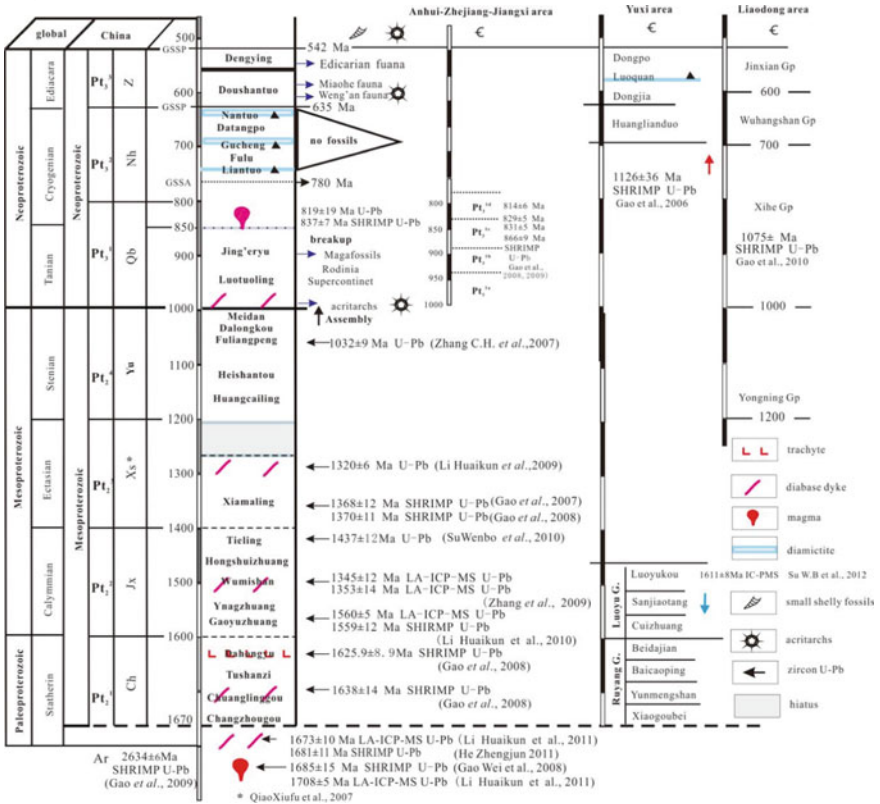 global
China
Anhui-Zhejiang-Jiangxi area
Yuxi area
Liaodong area
500
€
€
€
GSSP
542 Ma
Neoproterozoic
Ediacara
Neoproterozoic
Pt₃³
Z
Dengying
Edicarian fuana
Doushantuo
600
Miaohe fauna
Weng'an fauna
GSSP
635 Ma
Dongpo
Luoquan
Dongjia
Huanglianduo
Jinxian Gp
600
Wuhangshan Gp
700
Cryogenian
Pt₃²
Nh
Nantuo
Datangpo
700
Gucheng
Fulu
Liantuo
no fossils
GSSA
780 Ma
800
850
819±19 Ma U-Pb
837±7 Ma SHRIMP U-Pb
1126±36 Ma
SHRIMP U-Pb
Gao et al., 2006
Xihe Gp
1075± Ma
SHRIMP U-Pb
Gao et al., 2010
800
850
900
950
1000
814±6 Ma
829±5 Ma
831±5 Ma
866±9 Ma
SHRIMP
U-Pb
Gao et al.,
2008, 2009)
Tanian
Pt₃¹
Qb
900
Jing'eryu
Luotuoling
breakup
Magafossils
Rodinia
Supercontinet
acritarchs
Assembly
1000
1000
Mesoproterozoic
Stenian
Mesoproterozoic
Yu
Meidan
Dalongkou
Fuliangpeng
1032±9 Ma U-Pb (Zhang C.H. et al.,2007)
1100
Heishantou
Huangcailing
Yongning Gp
1200
1200
Ectasian
Xs *
1300
1320±6 Ma U-Pb (Li Huaikun et al.,2009)
Xiamaling
1368±12 Ma SHRIMP U-Pb (Gao et al., 2007)
1370±11 Ma SHRIMP U-Pb (Gao et al., 2008)
1400
Calymmian
Pt₂²
Jx
Tieling
1437±12Ma U-Pb (SuWenbo et al., 2010)
Hongshuizhuang
1500
Wumishan
1345±12 Ma LA-ICP-MS U-Pb
1353±14 Ma LA-ICP-MS U-Pb
(Zhang et al., 2009)
Ynagzhuang
Gaoyuzhuang
1560±5 Ma LA-ICP-MS U-Pb
1559±12 Ma SHIRMP U-Pb
(Li Huaikun et al., 2010)
1600
Paleoproterozoic
Statherin
Pt₂¹
Ch
1625.9±8.9Ma SHRIMP U-Pb
(Gao et al., 2008)
Tushanzi
Chuanglinggou
1638±14 Ma SHRIMP U-Pb
(Gao et al., 2008)
Changzhougou
1670
Luoyu G.
Luoyukou
1611±8Ma IC-PMS Su W.B et al., 2012
Sanjiaotang
Cuizhuang
Ruyang G.
Beidajian
Baicaoping
Yunmengshan
Xiaogoubei
trachyte
diabase dyke
magma
diamictite
small shelly fossils
acritarchs
zircon U-Pb
hiatus
Ar
2634±6Ma
SHRIMP U-Pb
(Gao et al., 2009)
1673±10 Ma LA-ICP-MS U-Pb (Li Huaikun et al., 2011)
1681±11 Ma SHRIMP U-Pb (He Zhengjun 2011)
1685±15 Ma SHRIMP U-Pb (Gao Wei et al., 2008)
1708±5 Ma LA-ICP-MS U-Pb (Li Huaikun et al., 2011)
* QiaoXiufu et al., 2007